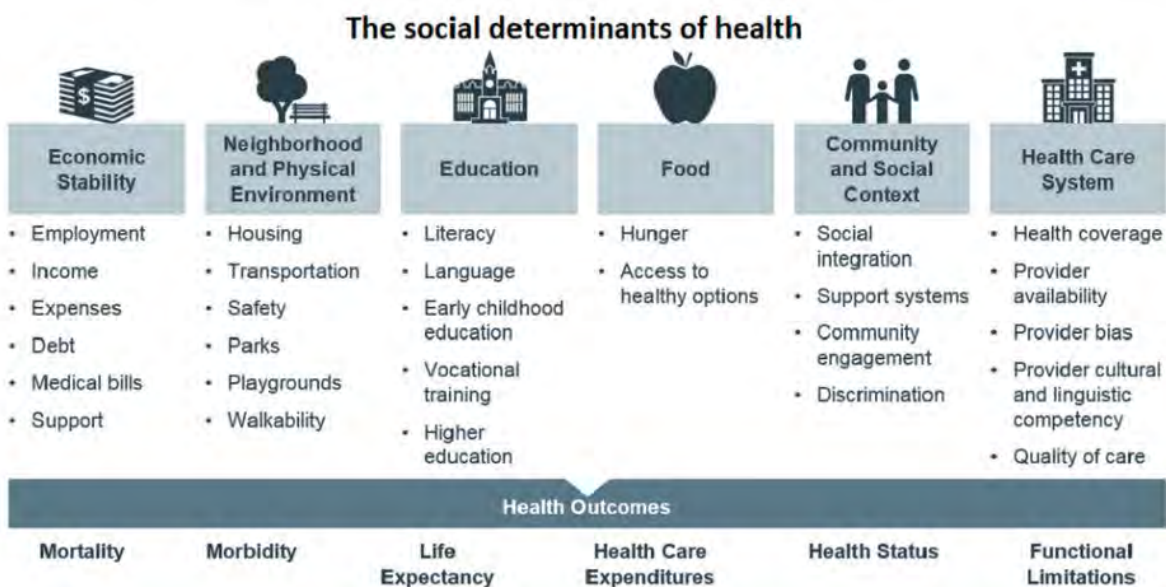 The social determinants of health
$
Economic
Stability
• Employment
• Income
• Expenses
• Debt
• Medical bills
• Support
Neighborhood
and Physical
Environment
• Housing
• Transportation
• Safety
• Parks
• Playgrounds
• Walkability
Education
• Literacy
• Language
• Early childhood
education
• Vocational
training
• Higher
education
Food
• Hunger
• Access to
healthy options
Community
and Social
Context
• Social
integration
• Support systems
• Community
engagement
• Discrimination
Health Care
System
• Health coverage
• Provider
availability
• Provider bias
• Provider cultural
and linguistic
competency
• Quality of care
Health Outcomes
Mortality
Morbidity
Life
Expectancy
Health Care
Expenditures
Health Status
Functional
Limitations